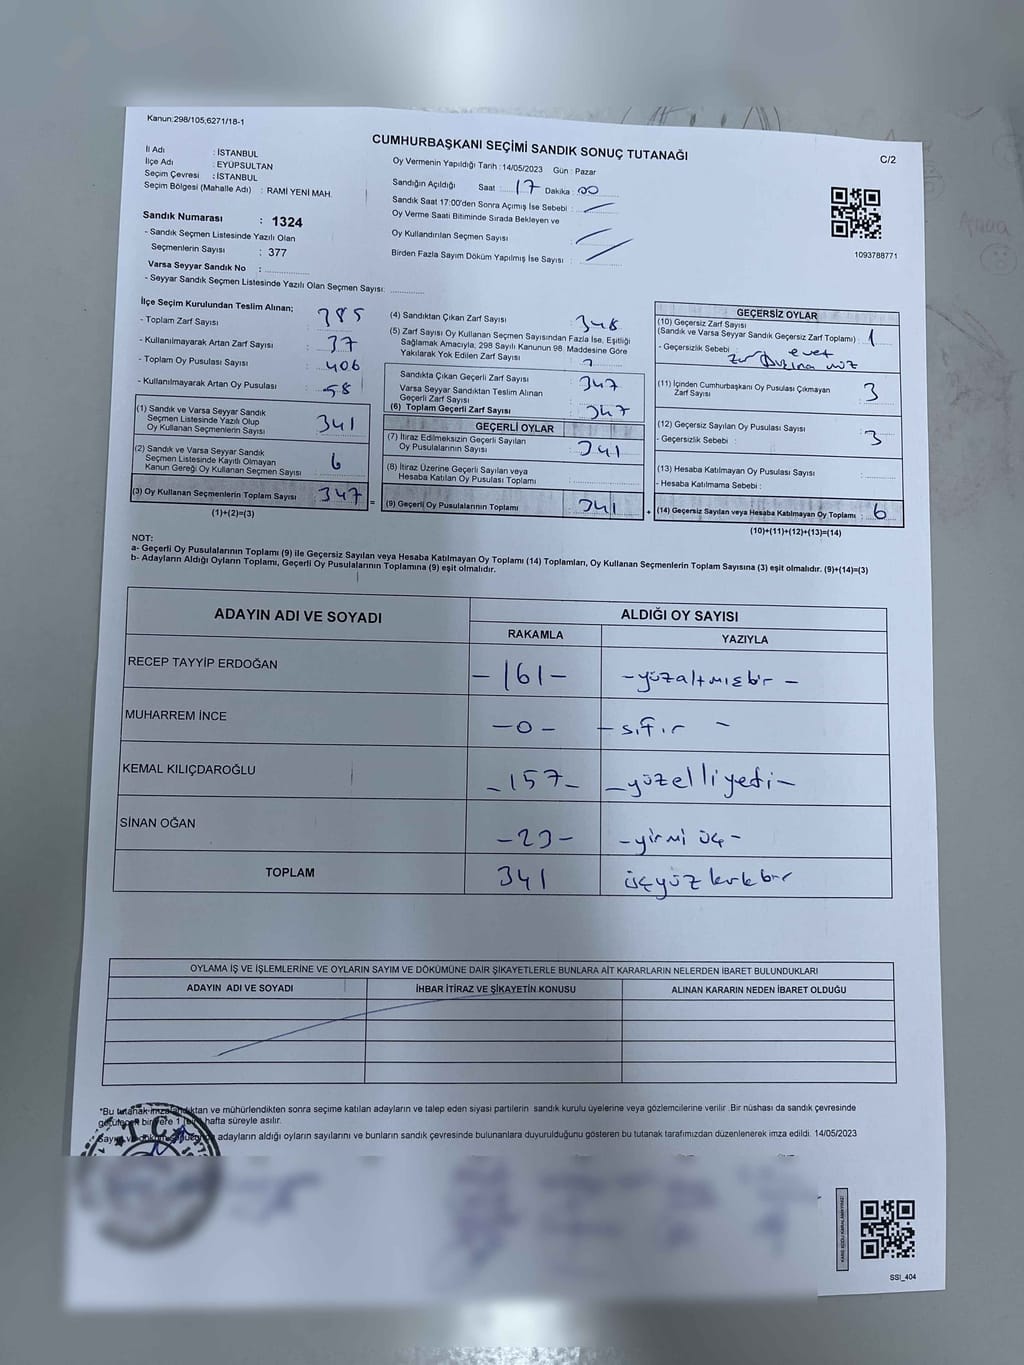 Kanun:298/105,6271/18-1
CUMHURBAŞKANI SEÇİMİ SANDIK SONUÇ TUTANAĞI
C/2
İl Adı : İSTANBUL
İlçe Adı : EYÜPSULTAN
Seçim Çevresi : İSTANBUL
Seçim Bölgesi (Mahalle Adı) : RAMİ YENİ MAH.
Sandık Numarası : 1324
- Sandık Seçmen Listesinde Yazılı Olan
Seçmenlerin Sayısı : 377
Varsa Seyyar Sandık No :
- Seyyar Sandık Seçmen Listesinde Yazılı Olan Seçmen Sayısı:
Oy Vermenin Yapıldığı Tarih :14/05/2023 Gün : Pazar
Sandığın Açıldığı Saat : 17 Dakika : 00
Sandık Saat 17:00'den Sonra Açımış İse Sebebi :
Oy Verme Saati Bitiminde Sırada Bekleyen ve
Oy Kullandırılan Seçmen Sayısı :
Birden Fazla Sayım Döküm Yapılmış İse Sayısı :
1093788771
Anna
İlçe Seçim Kurulundan Teslim Alınan;
- Toplam Zarf Sayısı : 385
- Kullanılmayarak Artan Zarf Sayısı : 37
- Toplam Oy Pusulası Sayısı : 406
- Kullanılmayarak Artan Oy Pusulası : 58
(1) Sandık ve Varsa Seyyar Sandık
Seçmen Listesinde Yazılı Olup
Oy Kullanan Seçmenlerin Sayısı : 341
(2) Sandık ve Varsa Seyyar Sandık
Seçmen Listesinde Kayıtlı Olmayan
Kanun Gereği Oy Kullanan Seçmen Sayısı : 6
(3) Oy Kullanan Seçmenlerin Toplam Sayısı : 347 =
(1)+(2)=(3)
(4) Sandıktan Çıkan Zarf Sayısı : 348
(5) Zarf Sayısı Oy Kullanan Seçmen Sayısından Fazla İse, Eşitliği
Sağlamak Amacıyla, 298 Sayılı Kanunun 98. Maddesine Göre
Yakılarak Yok Edilen Zarf Sayısı :
Sandıkta Çıkan Geçerli Zarf Sayısı : 347
Varsa Seyyar Sandıktan Teslim Alınan
Geçerli Zarf Sayısı :
(6) Toplam Geçerli Zarf Sayısı : 347
GEÇERLİ OYLAR
(7) İtiraz Edilmeksizin Geçerli Sayılan
Oy Pusulalarının Sayısı : 341
(8) İtiraz Üzerine Geçerli Sayılan veya
Hesaba Katılan Oy Pusulası Toplamı :
(9) Geçerli Oy Pusulalarının Toplamı : 341 +
GEÇERSİZ OYLAR
(10) Geçersiz Zarf Sayısı
(Sandık ve Varsa Seyyar Sandık Geçersiz Zarf Toplamı) : 1
- Geçersizlik Sebebi : evet
(11) İçinden Cumhurbaşkanı Oy Pusulası Çıkmayan
Zarf Sayısı : 3
(12) Geçersiz Sayılan Oy Pusulası Sayısı : 3
- Geçersizlik Sebebi :
(13) Hesaba Katılmayan Oy Pusulası Sayısı :
- Hesaba Katılmama Sebebi :
(14) Geçersiz Sayılan veya Hesaba Katılmayan Oy Toplamı : 6
(10)+(11)+(12)+(13)=(14)
NOT:
a- Geçerli Oy Pusulalarının Toplamı (9) ile Geçersiz Sayılan veya Hesaba Katılmayan Oy Toplamı (14) Toplamları, Oy Kullanan Seçmenlerin Toplam Sayısına (3) eşit olmalıdır. (9)+(14)=(3)
b- Adayların Aldığı Oyların Toplamı, Geçerli Oy Pusulalarının Toplamına (9) eşit olmalıdır.
ADAYIN ADI VE SOYADI ALDIĞI OY SAYISI
RAKAMLA YAZIYLA
RECEP TAYYİP ERDOĞAN -161- -yüzaltmışbir-
MUHARREM İNCE -0- -sıfır-
KEMAL KILIÇDAROĞLU -157- -yüzelliyedi-
SİNAN OĞAN -23- -yirmi üç-
TOPLAM 341 üçyüz kırkbir
OYLAMA İŞ VE İŞLEMLERİNE VE OYLARIN SAYIM VE DÖKÜMÜNE DAİR ŞİKAYETLERLE BUNLARA AİT KARARLARIN NELERDEN İBARET BULUNDUKLARI
ADAYIN ADI VE SOYADI İHBAR İTİRAZ VE ŞİKAYETİN KONUSU ALINAN KARARIN NEDEN İBARET OLDUĞU
*Bu tutanak imzalandıktan ve mühürlendikten sonra seçime katılan adayların ve talep eden siyasi partilerin sandık kurulu üyelerine veya gözlemcilerine verilir. Bir nüshası da sandık çevresinde
bir yere 1 hafta süreyle asılır.
adayların aldığı oyların sayılarını ve bunların sandık çevresinde bulunanlara duyurulduğunu gösteren bu tutanak tarafımızdan düzenlenerek imza edildi. 14/05/2023
T.C.
SSI_404